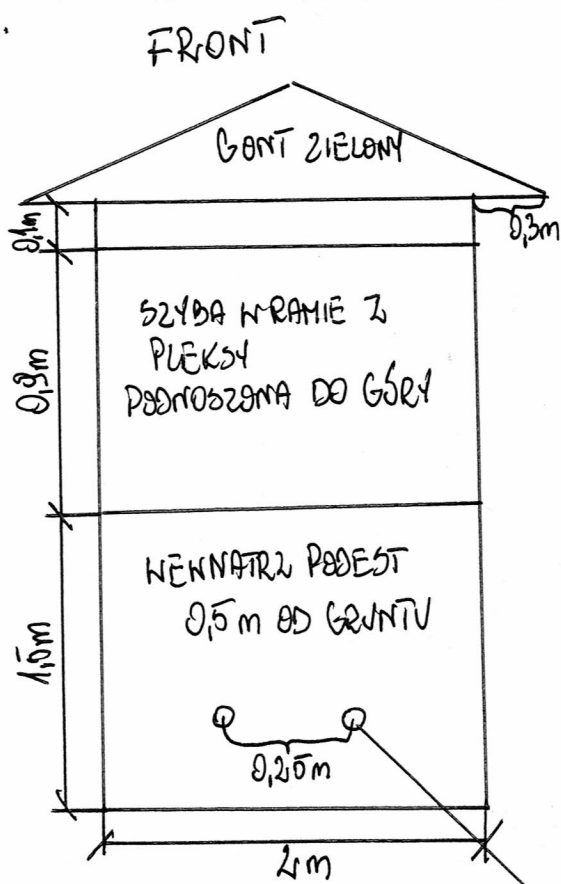 FRONT
GONT ZIELONY
0,1m
0,3m
SZYBA W RAMIE Z
PLEKSY
PODNOSZONA DO GÓRY
0,9m
WEWNATRZ PODEST
0,5 m OD GRUNTU
1,5m
0,25m
2m